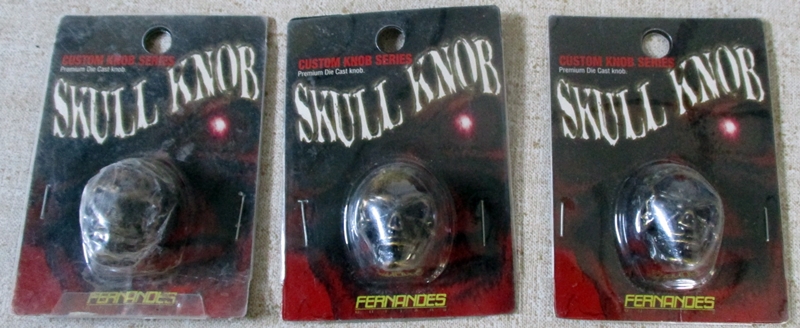 CUSTOM KNOB SERIES
Premium Die Cast knob.
SKULL KNOB
FERNANDES
CUSTOM KNOB SERIES
Premium Die Cast knob.
SKULL KNOB
FERNANDES
CUSTOM KNOB SERIES
Premium Die Cast knob.
SKULL KNOB
FERNANDES